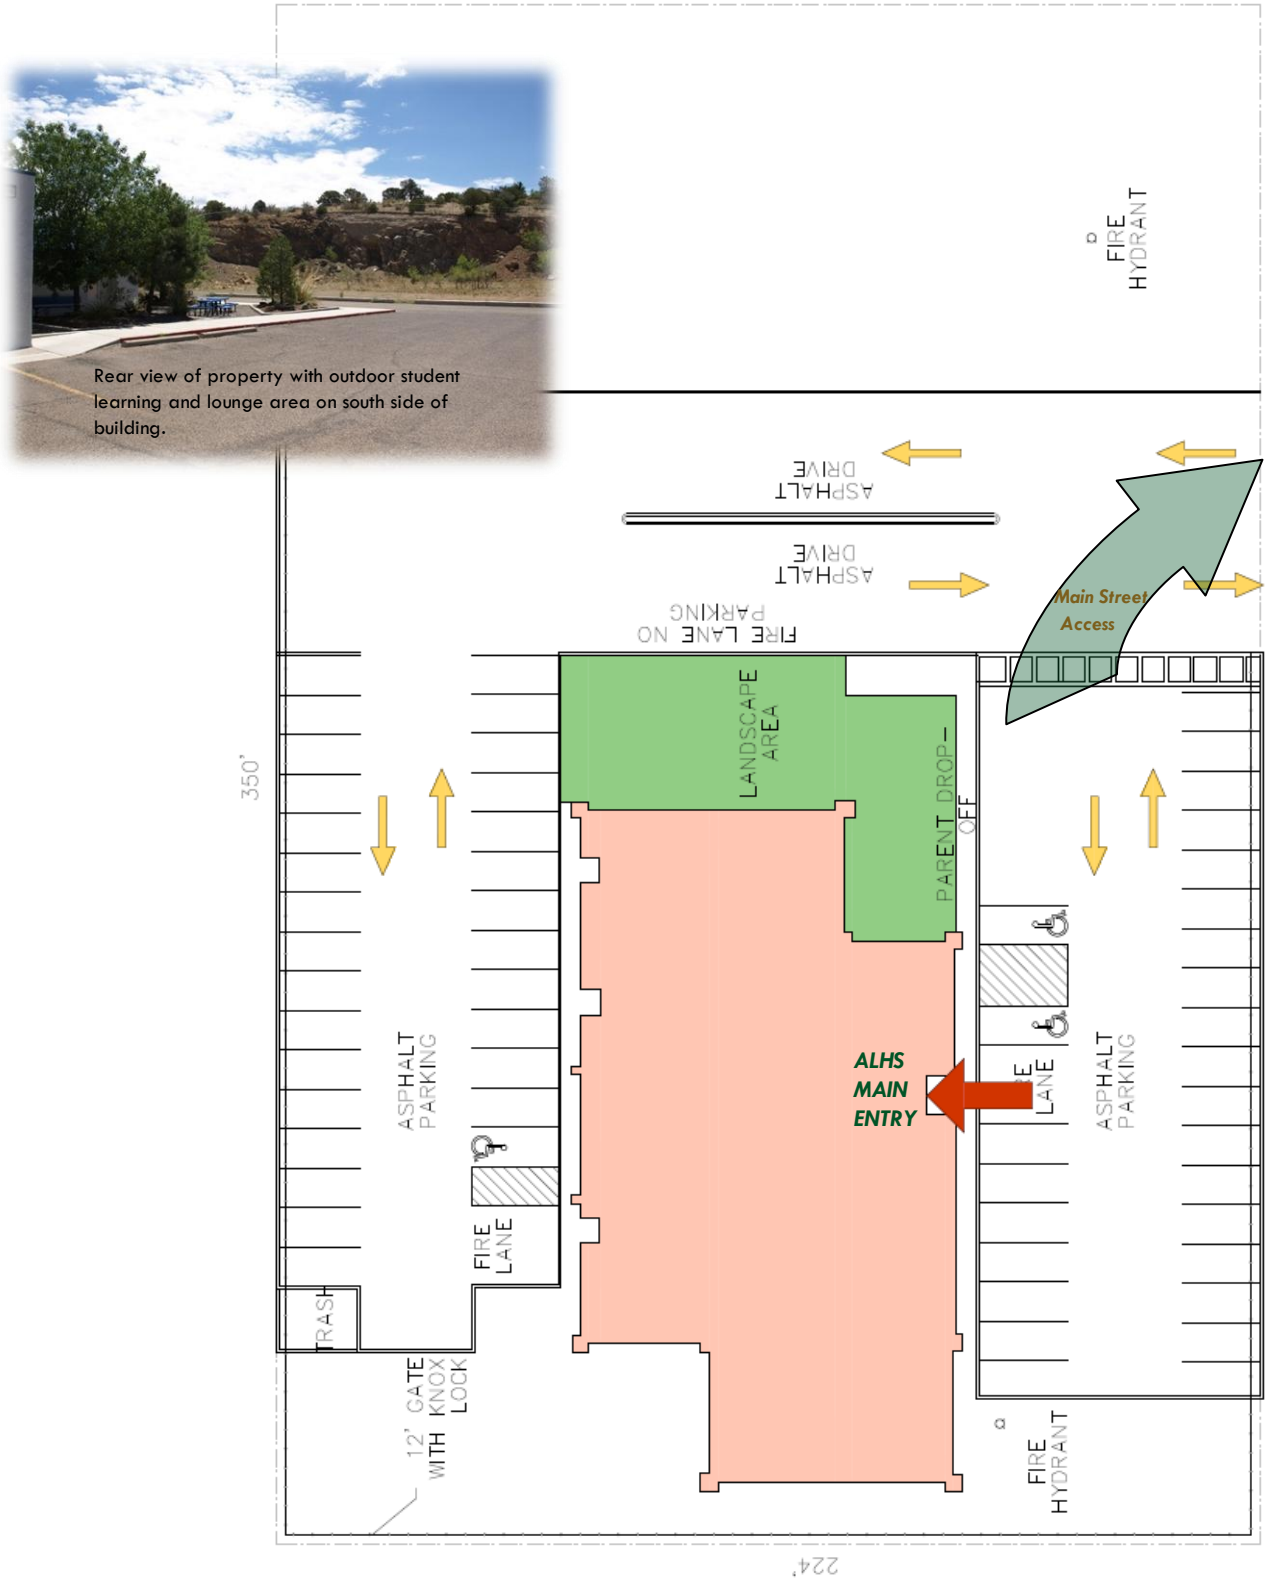 FIRE
HYDRANT
Rear view of property with outdoor student
learning and lounge area on south side of
building.
ASPHALT
DRIVE
ASPHALT
DRIVE
Main Street
Access
FIRE LANE NO
PARKING
LANDSCAPE
AREA
PARENT DROP-
OFF
350'
ASPHALT
PARKING
ALHS
MAIN
ENTRY
LANE
ASPHALT
PARKING
FIRE
LANE
TRASH
12' GATE
WITH KNOX
LOCK
FIRE
HYDRANT
224'